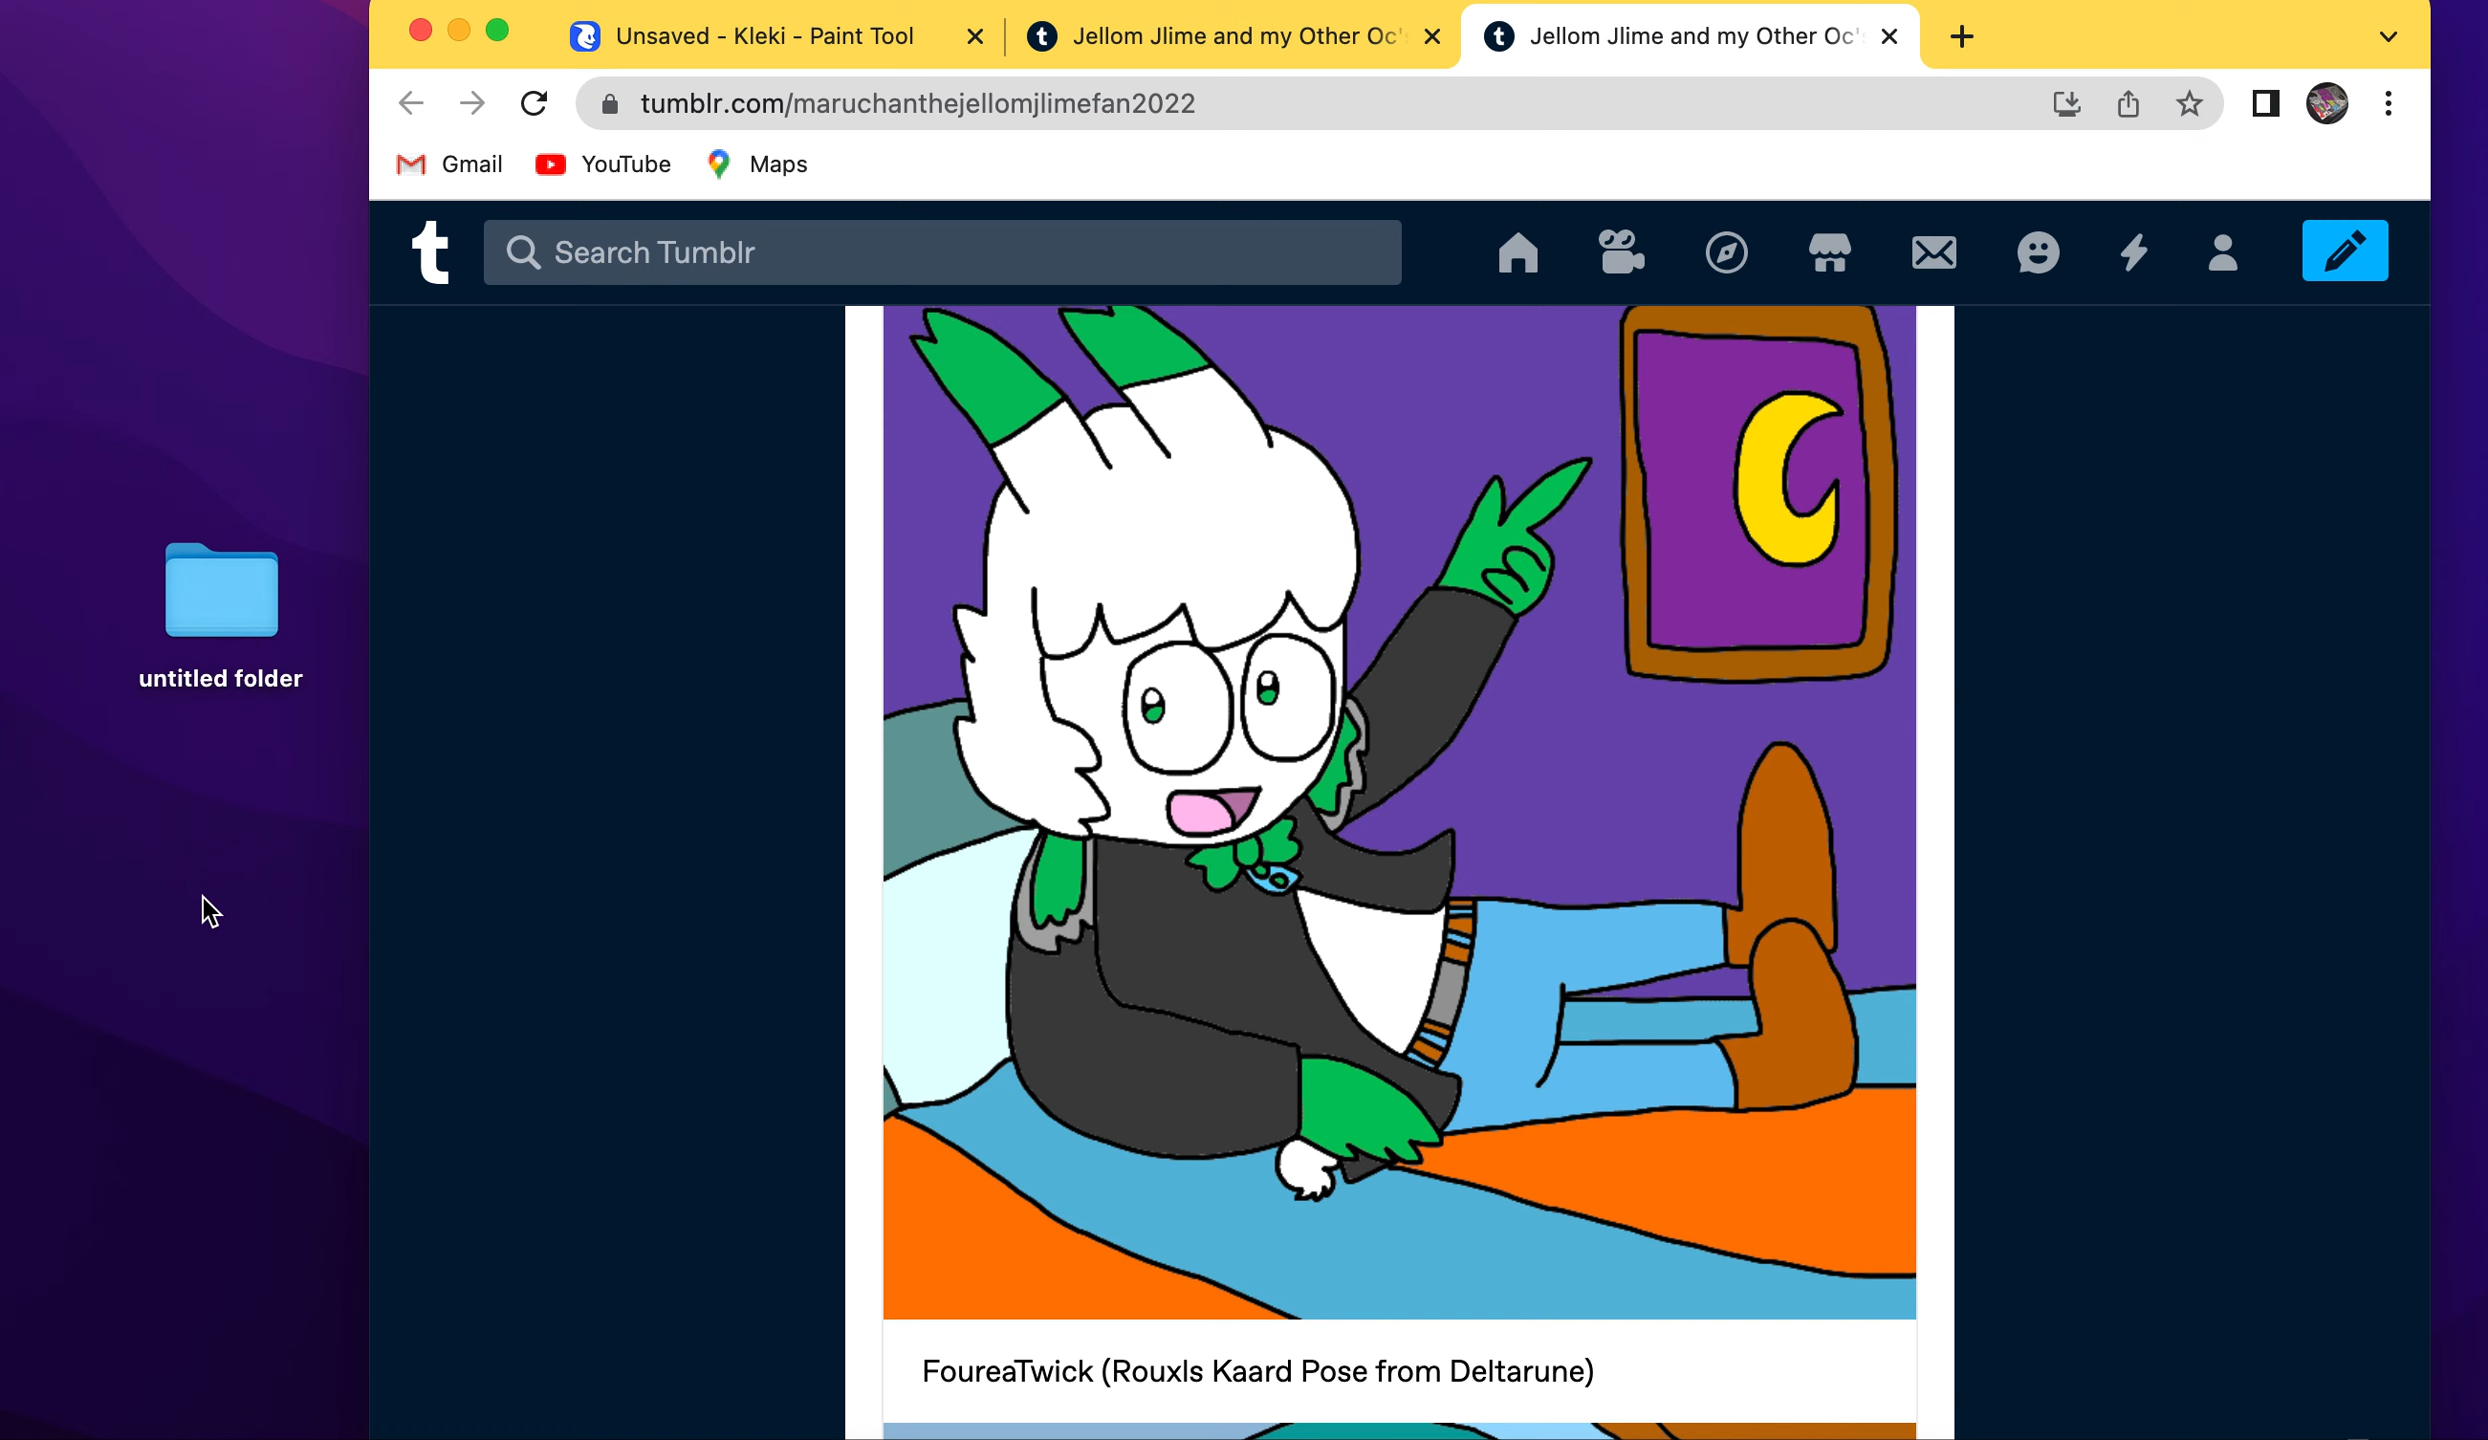 Unsaved - Kleki - Paint Tool
Jellom Jlime and my Other Oc's
Jellom Jlime and my Other Oc's
tumblr.com/maruchanthejellomjlimefan2022
Gmail
YouTube
Maps
t
Search Tumblr
untitled folder
FoureaTwick (Rouxls Kaard Pose from Deltarune)